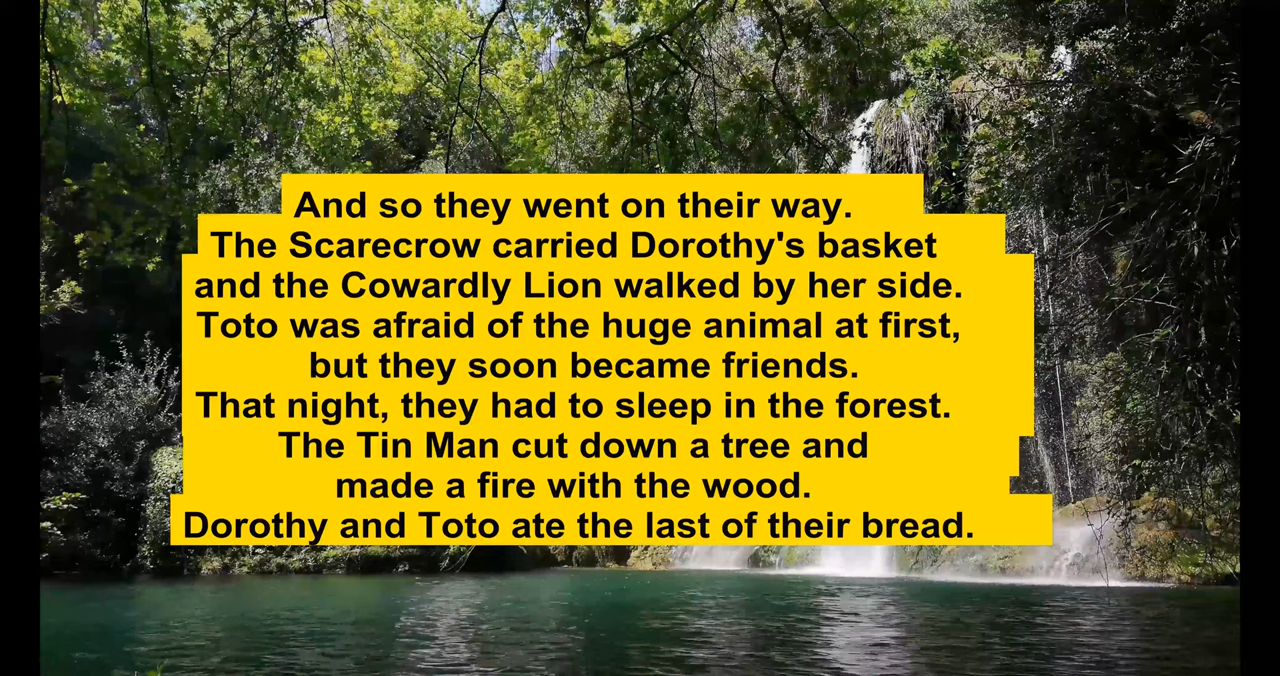 And so they went on their way.
The Scarecrow carried Dorothy's basket
and the Cowardly Lion walked by her side.
Toto was afraid of the huge animal at first,
but they soon became friends.
That night, they had to sleep in the forest.
The Tin Man cut down a tree and
made a fire with the wood.
Dorothy and Toto ate the last of their bread.